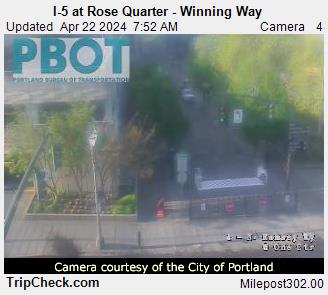 I-5 at Rose Quarter - Winning Way
Updated Apr 22 2024 7:52 AM Camera 4
PBOT
PORTLAND BUREAU OF TRANSPORTATION
Camera courtesy of the City of Portland
TripCheck.com Milepost302.00